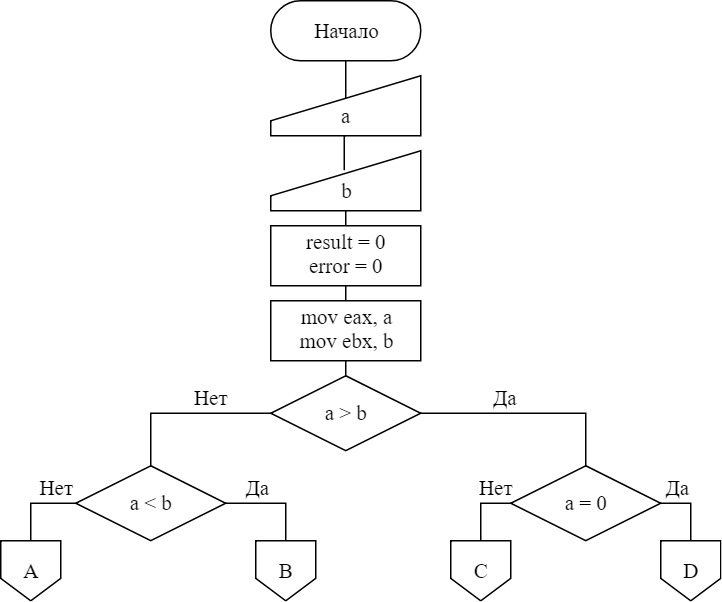 Начало
a
b
result = 0
error = 0
mov eax, a
mov ebx, b
a > b
Нет
Да
a < b
Нет
Да
a = 0
Нет
Да
A
B
C
D